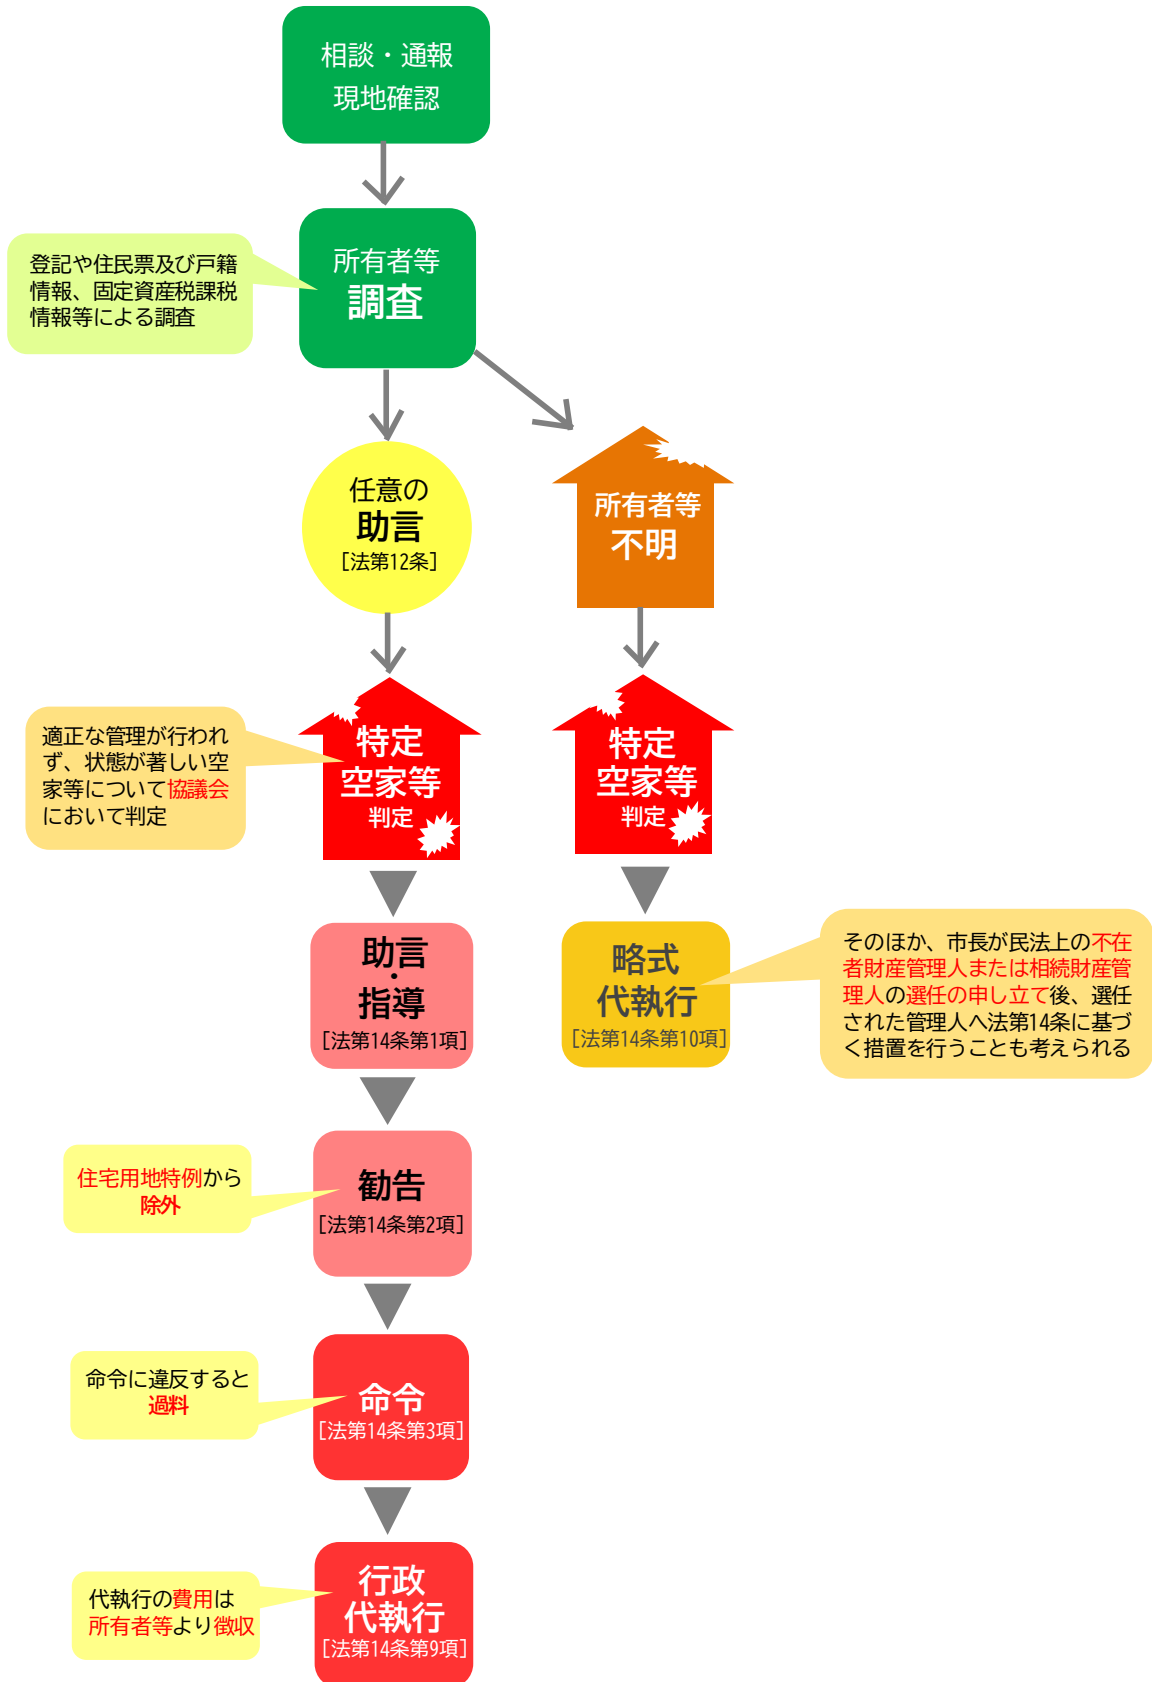 相談・通報
現地確認
所有者等
調査
登記や住民票及び戸籍
情報、固定資産税課税
情報等による調査
任意の
助言
[法第12条]
所有者等
不明
特定
空家等
判定
適正な管理が行われ
ず、状態が著しい空
家等について協議会
において判定
特定
空家等
判定
助言
・
指導
[法第14条第1項]
略式
代執行
[法第14条第10項]
そのほか、市長が民法上の不在
者財産管理人または相続財産管
理人の選任の申し立て後、選任
された管理人へ法第14条に基づ
く措置を行うことも考えられる
勧告
[法第14条第2項]
住宅用地特例から
除外
命令
[法第14条第3項]
命令に違反すると
過料
行政
代執行
[法第14条第9項]
代執行の費用は
所有者等より徴収